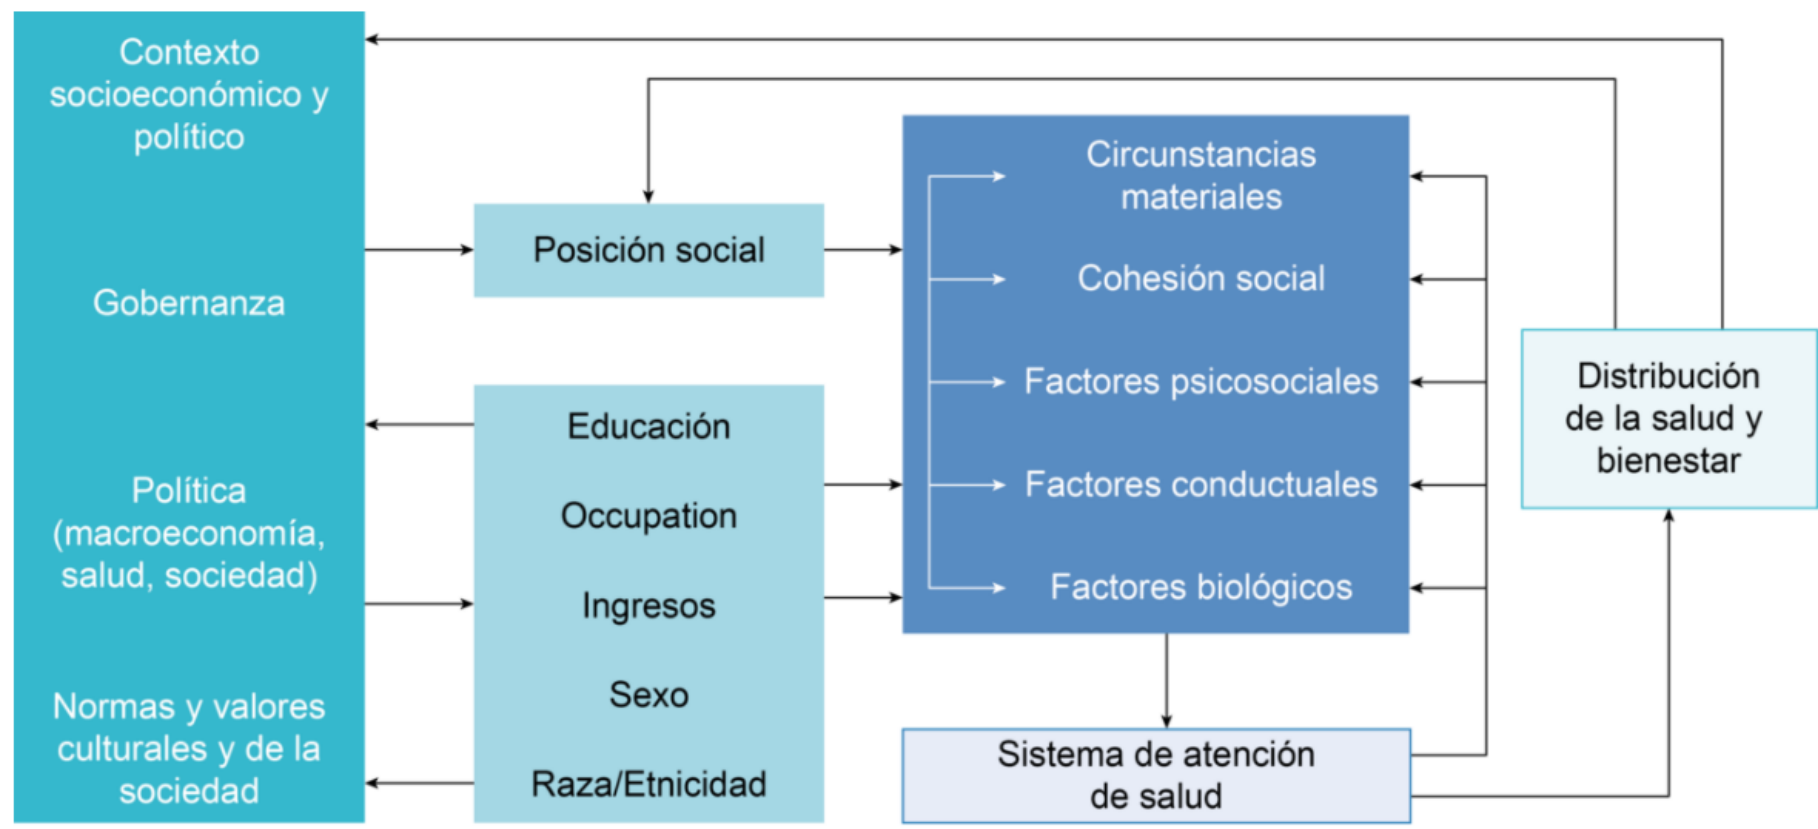 Contexto
socioeconómico y
político
Gobernanza
Política
(macroeconomía,
salud, sociedad)
Normas y valores
culturales y de la
sociedad
Posición social
Educación
Occupation
Ingresos
Sexo
Raza/Etnicidad
Circunstancias
materiales
Cohesión social
Factores psicosociales
Factores conductuales
Factores biológicos
Sistema de atención
de salud
Distribución
de la salud y
bienestar